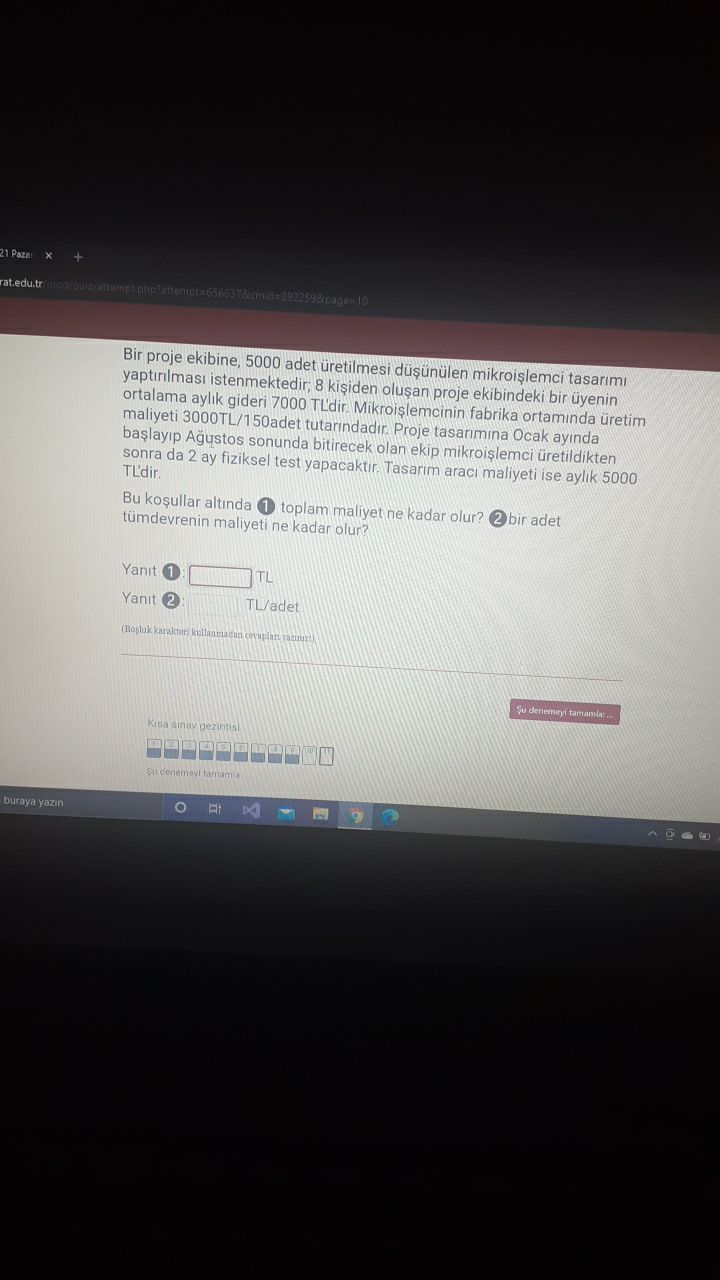 21 Pazar
rat.edu.tr/mod/quiz/attempt.php?attempt=656637&cmid=392259&page=10
Bir proje ekibine, 5000 adet üretilmesi düşünülen mikroişlemci tasarımı
yaptırılması istenmektedir; 8 kişiden oluşan proje ekibindeki bir üyenin
ortalama aylık gideri 7000 TL'dir. Mikroişlemcinin fabrika ortamında üretim
maliyeti 3000TL/150adet tutarındadır. Proje tasarımına Ocak ayında
başlayıp Ağustos sonunda bitirecek olan ekip mikroişlemci üretildikten
sonra da 2 ay fiziksel test yapacaktır. Tasarım aracı maliyeti ise aylık 5000
TL'dir.
Bu koşullar altında 1 toplam maliyet ne kadar olur? 2 bir adet
tümdevrenin maliyeti ne kadar olur?
Yanıt 1: TL
Yanıt 2: TL/adet
(Boşluk karakteri kullanmadan cevapları yazınız!)
Şu denemeyi tamamla: ...
Kısa sınav gezintisi
1 2 3 4 5 6 7 8 9 10 11
Şu denemeyi tamamla
buraya yazın